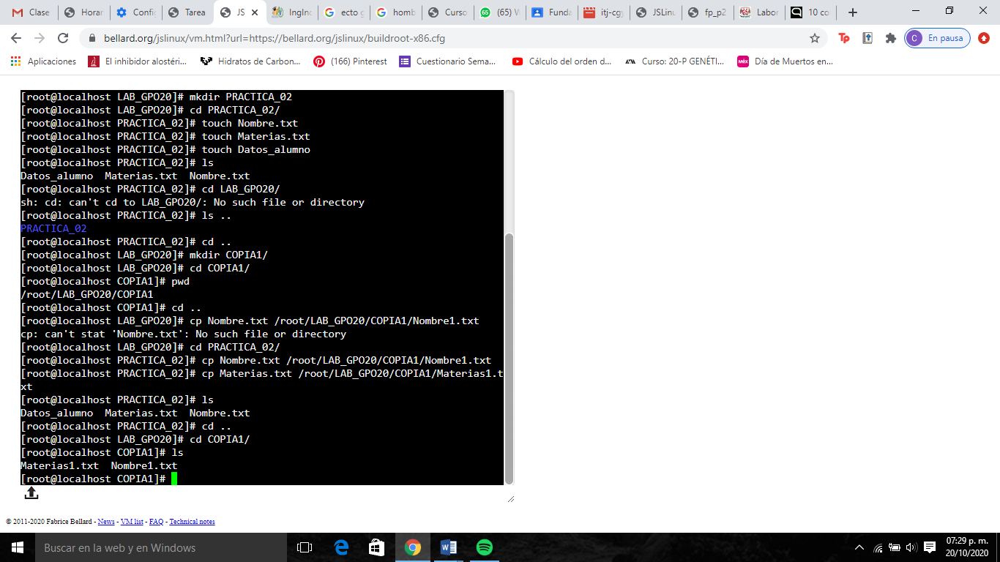 Clase
Horar
Config
Tarea
JS
IngInc
ecto g
homb
Curso
(65) W
Funda
itj-cgy
JSLinu
fp_p2
Labor
10 co
bellard.org/jslinux/vm.html?url=https://bellard.org/jslinux/buildroot-x86.cfg
Tp
C En pausa
Aplicaciones
El inhibidor alostéri...
Hidratos de Carbon...
(166) Pinterest
Cuestionario Sema...
Cálculo del orden d...
Curso: 20-P GENÉTI...
Día de Muertos en...
[root@localhost LAB_GPO20]# mkdir PRACTICA_02
[root@localhost LAB_GPO20]# cd PRACTICA_02/
[root@localhost PRACTICA_02]# touch Nombre.txt
[root@localhost PRACTICA_02]# touch Materias.txt
[root@localhost PRACTICA_02]# touch Datos_alumno
[root@localhost PRACTICA_02]# ls
Datos_alumno  Materias.txt  Nombre.txt
[root@localhost PRACTICA_02]# cd LAB_GPO20/
sh: cd: can't cd to LAB_GPO20/: No such file or directory
[root@localhost PRACTICA_02]# ls ..
PRACTICA_02
[root@localhost PRACTICA_02]# cd ..
[root@localhost LAB_GPO20]# mkdir COPIA1/
[root@localhost LAB_GPO20]# cd COPIA1/
[root@localhost COPIA1]# pwd
/root/LAB_GPO20/COPIA1
[root@localhost COPIA1]# cd ..
[root@localhost LAB_GPO20]# cp Nombre.txt /root/LAB_GPO20/COPIA1/Nombre1.txt
cp: can't stat 'Nombre.txt': No such file or directory
[root@localhost LAB_GPO20]# cd PRACTICA_02/
[root@localhost PRACTICA_02]# cp Nombre.txt /root/LAB_GPO20/COPIA1/Nombre1.txt
[root@localhost PRACTICA_02]# cp Materias.txt /root/LAB_GPO20/COPIA1/Materias1.t
xt
[root@localhost PRACTICA_02]# ls
Datos_alumno  Materias.txt  Nombre.txt
[root@localhost PRACTICA_02]# cd ..
[root@localhost LAB_GPO20]# cd COPIA1/
[root@localhost COPIA1]# ls
Materias1.txt  Nombre1.txt
[root@localhost COPIA1]#
© 2011-2020 Fabrice Bellard - News - VM list - FAQ - Technical notes
Buscar en la web y en Windows
07:29 p. m.
20/10/2020